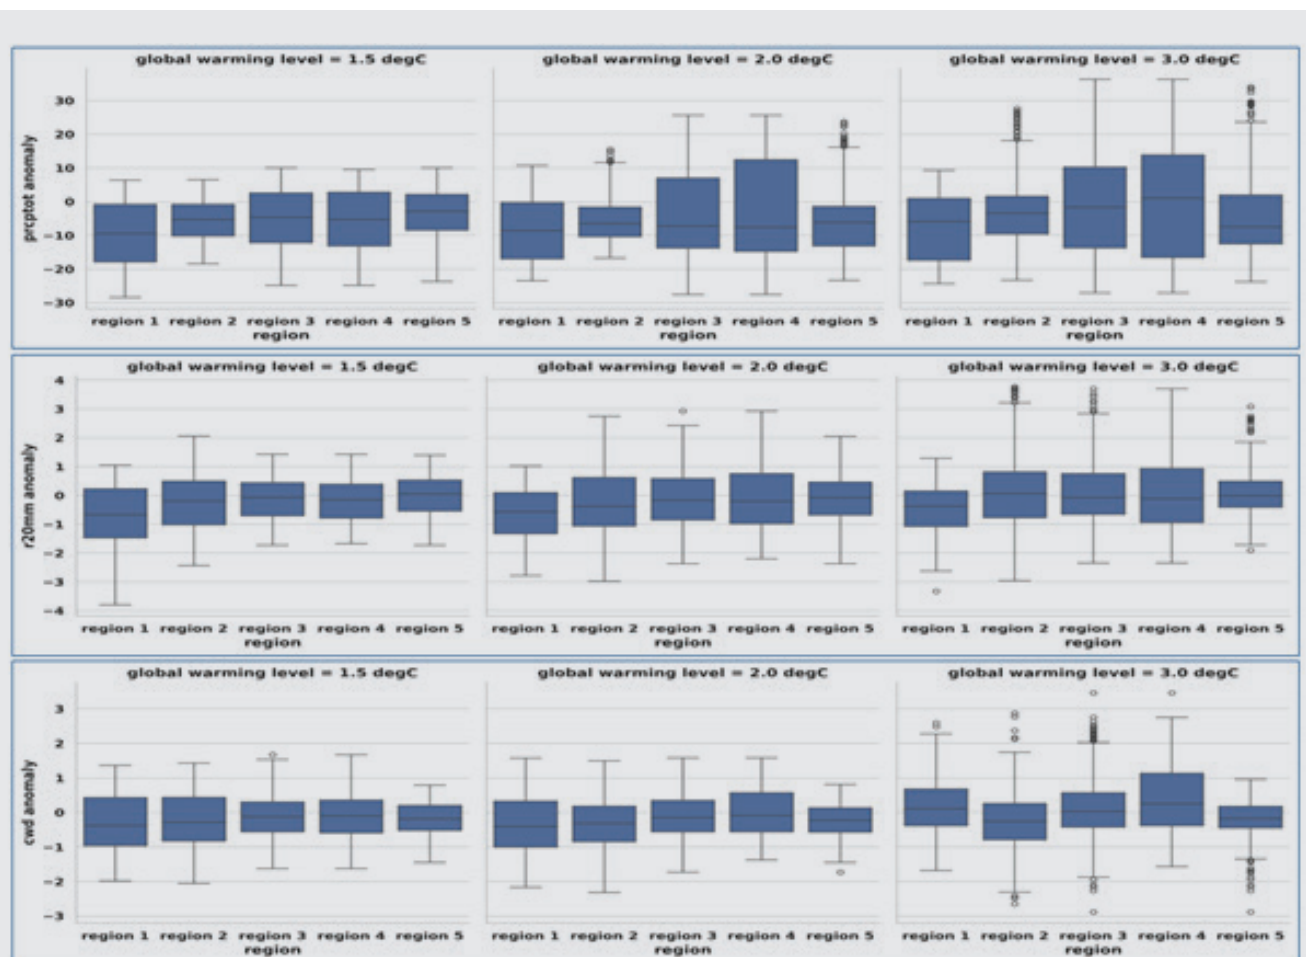 global warming level = 1.5 degC global warming level = 2.0 degC global warming level = 3.0 degC
prcptot anomaly
30
20
10
0
−10
−20
−30
region 1 region 2 region 3 region 4 region 5 region 1 region 2 region 3 region 4 region 5 region 1 region 2 region 3 region 4 region 5
region region region
global warming level = 1.5 degC global warming level = 2.0 degC global warming level = 3.0 degC
r20mm anomaly
4
3
2
1
0
−1
−2
−3
−4
region 1 region 2 region 3 region 4 region 5 region 1 region 2 region 3 region 4 region 5 region 1 region 2 region 3 region 4 region 5
region region region
global warming level = 1.5 degC global warming level = 2.0 degC global warming level = 3.0 degC
cwd anomaly
3
2
1
0
−1
−2
−3
region 1 region 2 region 3 region 4 region 5 region 1 region 2 region 3 region 4 region 5 region 1 region 2 region 3 region 4 region 5
region region region